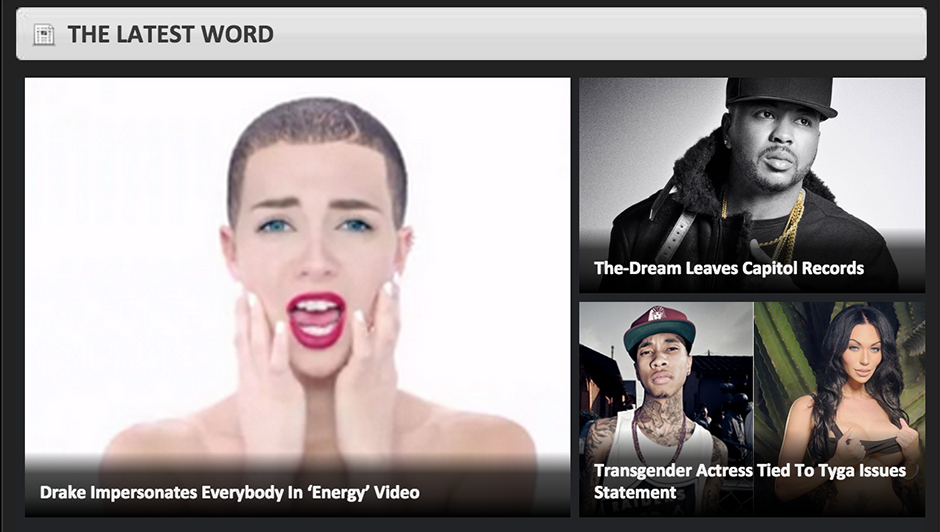 THE LATEST WORD
Drake Impersonates Everybody In ‘Energy’ Video
The-Dream Leaves Capitol Records
Transgender Actress Tied To Tyga Issues
Statement